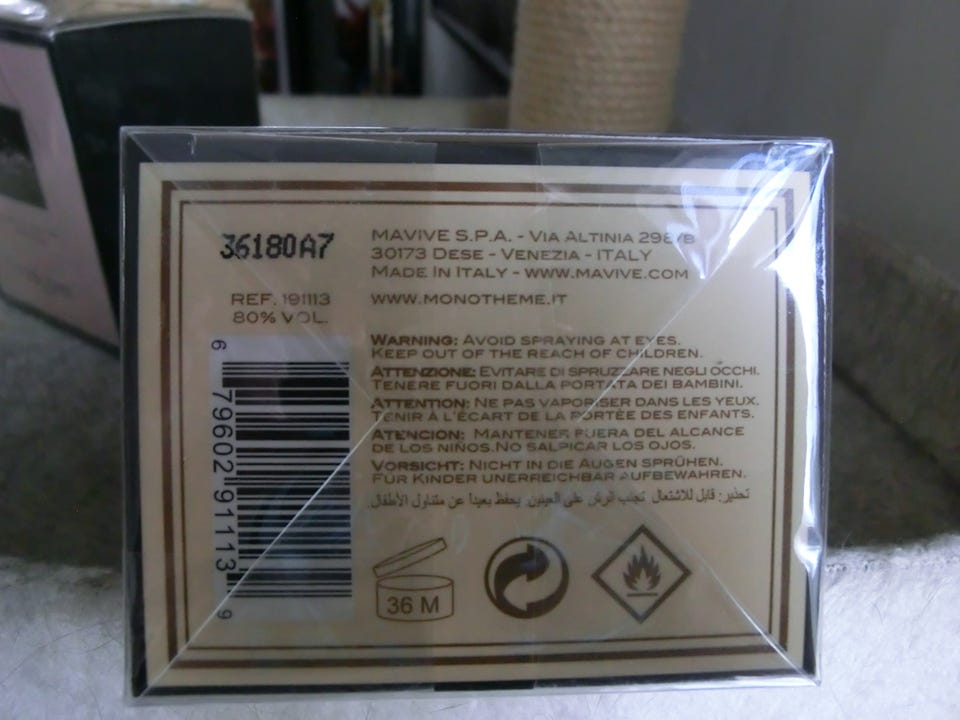 36180A7
REF. 191113
80% VOL.
6 79602 91113 9
MAVIVE S.P.A. - VIA ALTINIA 298/B
30173 DESE - VENEZIA - ITALY
MADE IN ITALY - WWW.MAVIVE.COM
WWW.MONOTHEME.IT
WARNING: AVOID SPRAYING AT EYES.
KEEP OUT OF THE REACH OF CHILDREN.
ATTENZIONE: EVITARE DI SPRUZZARE NEGLI OCCHI.
TENERE FUORI DALLA PORTATA DEI BAMBINI.
ATTENTION: NE PAS VAPORISER DANS LES YEUX.
TENIR À L'ÉCART DE LA PORTÉE DES ENFANTS.
ATENCION: MANTENER FUERA DEL ALCANCE
DE LOS NIÑOS. NO SALPICAR LOS OJOS.
VORSICHT: NICHT IN DIE AUGEN SPRÜHEN.
FÜR KINDER UNERREICHBAR AUFBEWAHREN.
تحذير: قابل للاشتعال. تجنب الرش على العينين. يحفظ بعيدا عن متناول الأطفال.
36 M